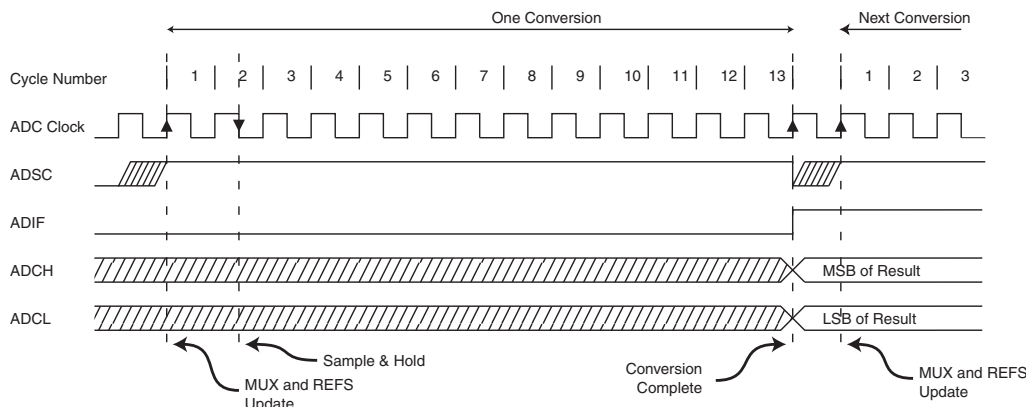 One Conversion
Next Conversion
Cycle Number
1 2 3 4 5 6 7 8 9 10 11 12 13 1 2 3
ADC Clock
ADSC
ADIF
ADCH
MSB of Result
ADCL
LSB of Result
Sample & Hold
MUX and REFS
Update
Conversion
Complete
MUX and REFS
Update